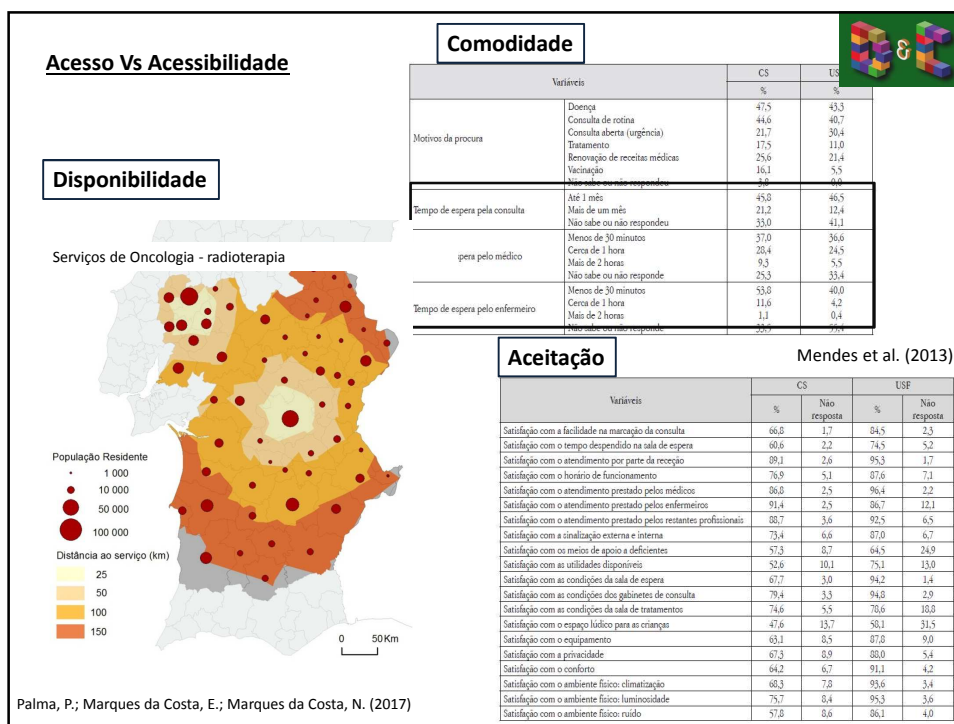 Acesso Vs Acessibilidade
Comodidade
D & C
Variáveis CS
% %
Motivos da procura
Doença 47,5 43,3
Consulta de rotina 44,6 40,7
Consulta aberta (urgência) 21,7 30,4
Tratamento 17,5 11,0
Renovação de receitas médicas 25,6 21,4
Vacinação 16,1 5,5
Não sabe ou não respondeu 3,8 0,0
Tempo de espera pela consulta
Até 1 mês 45,8 46,5
Mais de um mês 21,2 12,4
Não sabe ou não respondeu 33,0 41,1
pera pelo médico
Menos de 30 minutos 37,0 36,6
Cerca de 1 hora 28,4 24,5
Mais de 2 horas 9,3 5,5
Não sabe ou não responde 25,3 33,4
Tempo de espera pelo enfermeiro
Menos de 30 minutos 53,8 40,0
Cerca de 1 hora 11,6 4,2
Mais de 2 horas 1,1 0,4
Não sabe ou não responde 33,5 55,4
Disponibilidade
Serviços de Oncologia - radioterapia
População Residente
1 000
10 000
50 000
100 000
Distância ao serviço (km)
25
50
100
150
0 50 Km
Palma, P.; Marques da Costa, E.; Marques da Costa, N. (2017)
Aceitação
Mendes et al. (2013)
Variáveis CS USF
% Não resposta % Não resposta
Satisfação com a facilidade na marcação da consulta 66,8 1,7 84,5 2,3
Satisfação com o tempo despendido na sala de espera 60,6 2,2 74,5 5,2
Satisfação com o atendimento por parte da receção 89,1 2,6 95,3 1,7
Satisfação com o horário de funcionamento 76,9 5,1 87,6 7,1
Satisfação com o atendimento prestado pelos médicos 86,8 2,5 96,4 2,2
Satisfação com o atendimento prestado pelos enfermeiros 91,4 2,5 86,7 12,1
Satisfação com o atendimento prestado pelos restantes profissionais 88,7 3,6 92,5 6,5
Satisfação com a sinalização externa e interna 73,4 6,6 87,0 6,7
Satisfação com os meios de apoio a deficientes 57,3 8,7 64,5 24,9
Satisfação com as utilidades disponíveis 52,6 10,1 75,1 13,0
Satisfação com as condições da sala de espera 67,7 3,0 94,2 1,4
Satisfação com as condições dos gabinetes de consulta 79,4 3,3 94,8 2,9
Satisfação com as condições da sala de tratamentos 74,6 5,5 78,6 18,8
Satisfação com o espaço lúdico para as crianças 47,6 13,7 58,1 31,5
Satisfação com o equipamento 63,1 8,5 87,8 9,0
Satisfação com a privacidade 67,3 8,9 88,0 5,4
Satisfação com o conforto 64,2 6,7 91,1 4,2
Satisfação com o ambiente físico: climatização 68,3 7,8 93,6 3,4
Satisfação com o ambiente físico: luminosidade 75,7 8,4 95,3 3,6
Satisfação com o ambiente físico: ruído 57,8 8,6 86,1 4,0